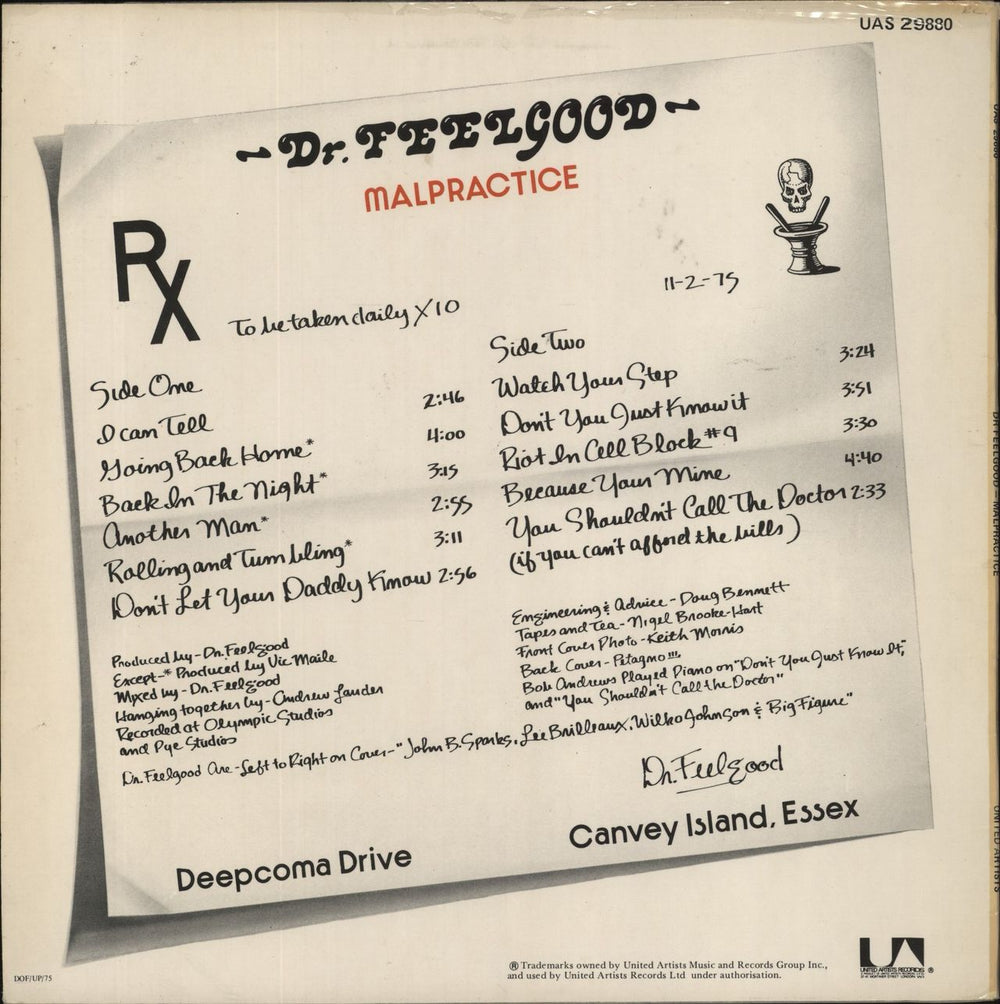 UAS 29880
Dr. FEELGOOD
MALPRACTICE
Rx
To be taken daily X10
11-2-75
Side One
I can Tell 2:46
Going Back Home* 4:00
Back In The Night* 3:15
Another Man* 2:55
Rolling and Tumbling* 3:11
Don't Let Your Daddy Know 2:56
Side Two
Watch Your Step 3:24
Don't You Just Know it 3:51
Riot In Cell Block #9 3:30
Because Your Mine 4:40
You Shouldn't Call The Doctor 2:33
(if you can't afford the bills)
Produced by - Dr. Feelgood
Except-* Produced by Vic Maile
Mixed by - Dr. Feelgood
Hanging together by - Andrew Lauder
Recorded at Olympic Studios
and Pye Studios
Engineering & Advice - Doug Bennett
Tapes and Tea - Nigel Brooke-Hart
Front Cover Photo - Keith Morris
Back Cover - Pitagno!!!.
Bob Andrews Played Piano on "Don't You Just Know It,"
and "You Shouldn't Call the Doctor"
Dr. Feelgood Are - Left to Right on Cover - "John B. Sparks, Lee Brilleaux, Wilko Johnson & Big Figure"
Dr. Feelgood
Deepcoma Drive
Canvey Island, Essex
DOF/UP/75
® Trademarks owned by United Artists Music and Records Group Inc.,
and used by United Artists Records Ltd under authorisation.
UA
UNITED ARTISTS RECORDS ®
DR. FEELGOOD - MALPRACTICE
UNITED ARTISTS